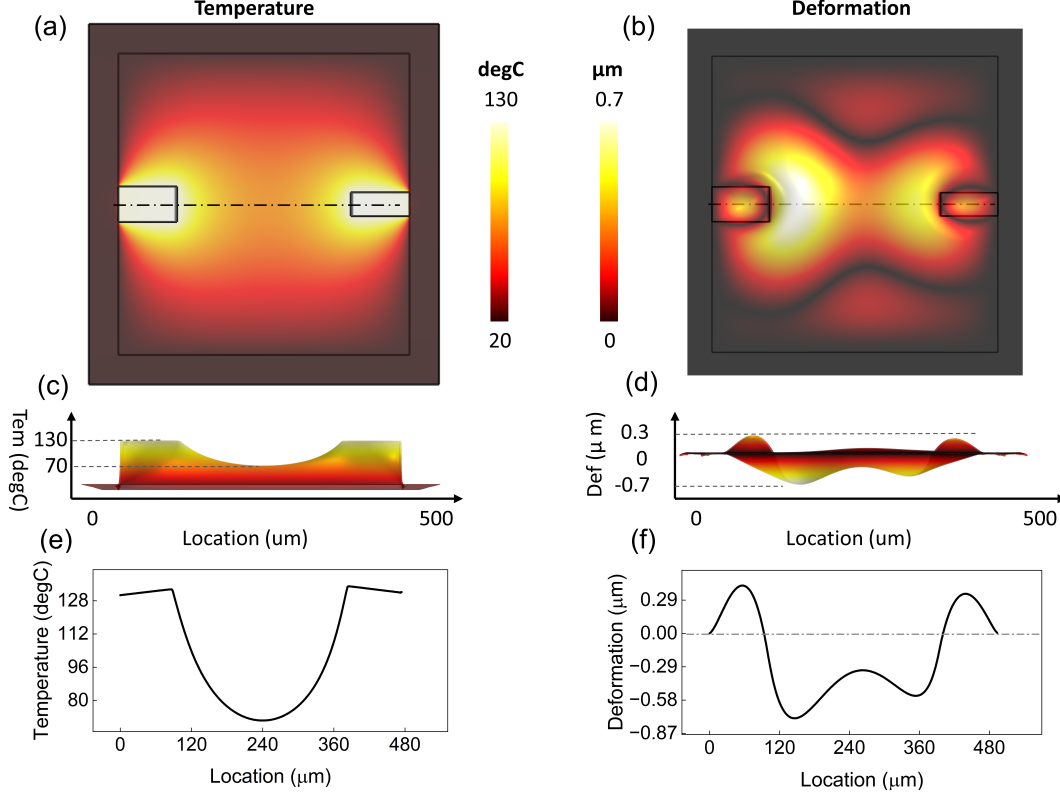 Temperature
Deformation
(a)
(b)
degC
µm
130
0.7
20
0
(c)
(d)
Term (degC)
130
70
0
500
Location (um)
Def (µ m)
0.3
0
-0.7
0
500
Location (um)
(e)
(f)
Temperature (degC)
128
112
96
80
0
120
240
360
480
Location (µm)
Deformation (µm)
0.29
0.00
−0.29
−0.58
−0.87
0
120
240
360
480
Location (µm)